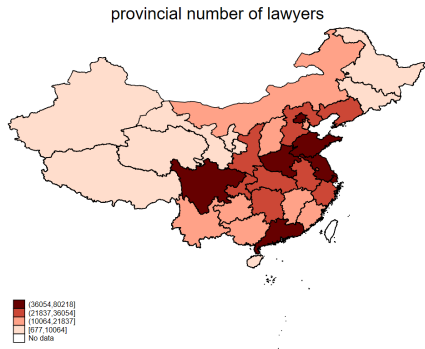 provincial number of lawyers
(36054,80218]
(21837,36054]
(10064,21837]
[677,10064]
No data